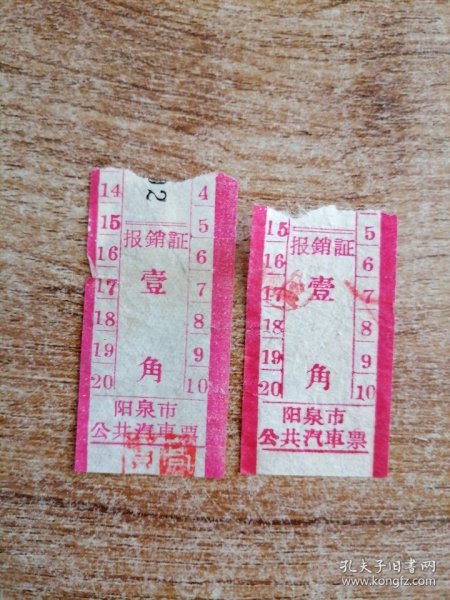 02
14 4
15 5
16 6
17 7
18 8
19 9
20 10
报銷証
壹
角
阳泉市
公共汽車票
15 5
16 6
17 7
18 8
19 9
20 10
报銷証
壹
角
阳泉市
公共汽車票
孔夫子旧书网
www.kongfz.com